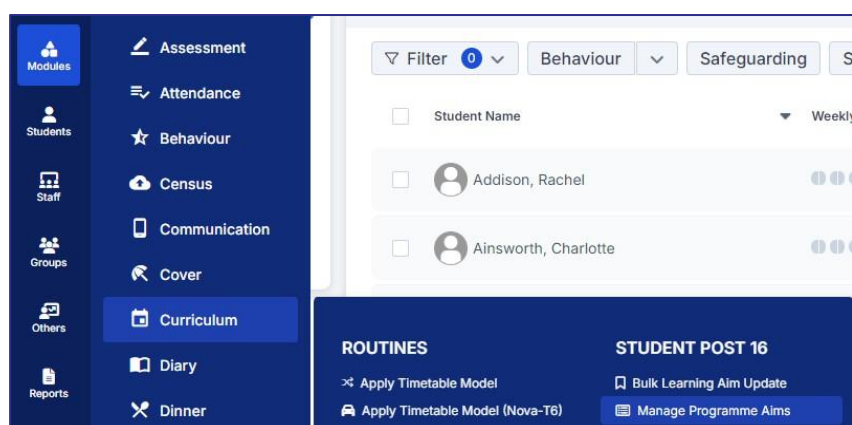 Modules
Students
Staff
Groups
Others
Reports
Assessment
Attendance
Behaviour
Census
Communication
Cover
Curriculum
Diary
Dinner
Filter 0
Behaviour
Safeguarding
S
Student Name
Weekly
Addison, Rachel
Ainsworth, Charlotte
ROUTINES
Apply Timetable Model
Apply Timetable Model (Nova-T6)
STUDENT POST 16
Bulk Learning Aim Update
Manage Programme Aims